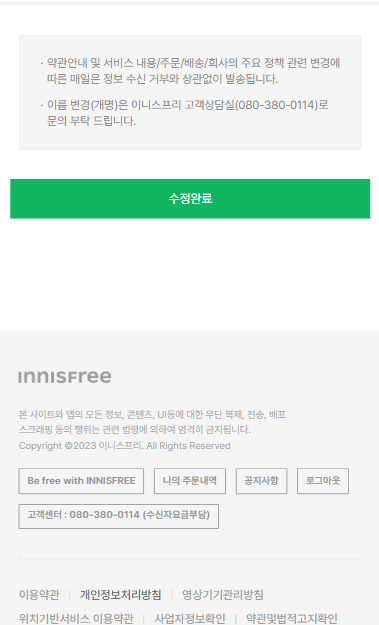 · 약관안내 및 서비스 내용/주문/배송/회사의 주요 정책 관련 변경에
따른 매일은 정보 수신 거부와 상관없이 발송됩니다.
· 이름 변경(개명)은 이니스프리 고객상담실(080-380-0114)로
문의 부탁 드립니다.
수정완료
innisfree
본 사이트와 앱의 모든 정보, 콘텐츠, UI등에 대한 무단 복제, 전송, 배포
스크래핑 등의 행위는 관련 법령에 의하여 엄격히 금지됩니다.
Copyright ©2023 이니스프리. All Rights Reserved
Be free with INNISFREE 나의 주문내역 공지사항 로그아웃
고객센터 : 080-380-0114 (수신자요금부담)
이용약관 | 개인정보처리방침 | 영상기기관리방침
위치기반서비스 이용약관 | 사업자정보확인 | 약관및법적고지확인